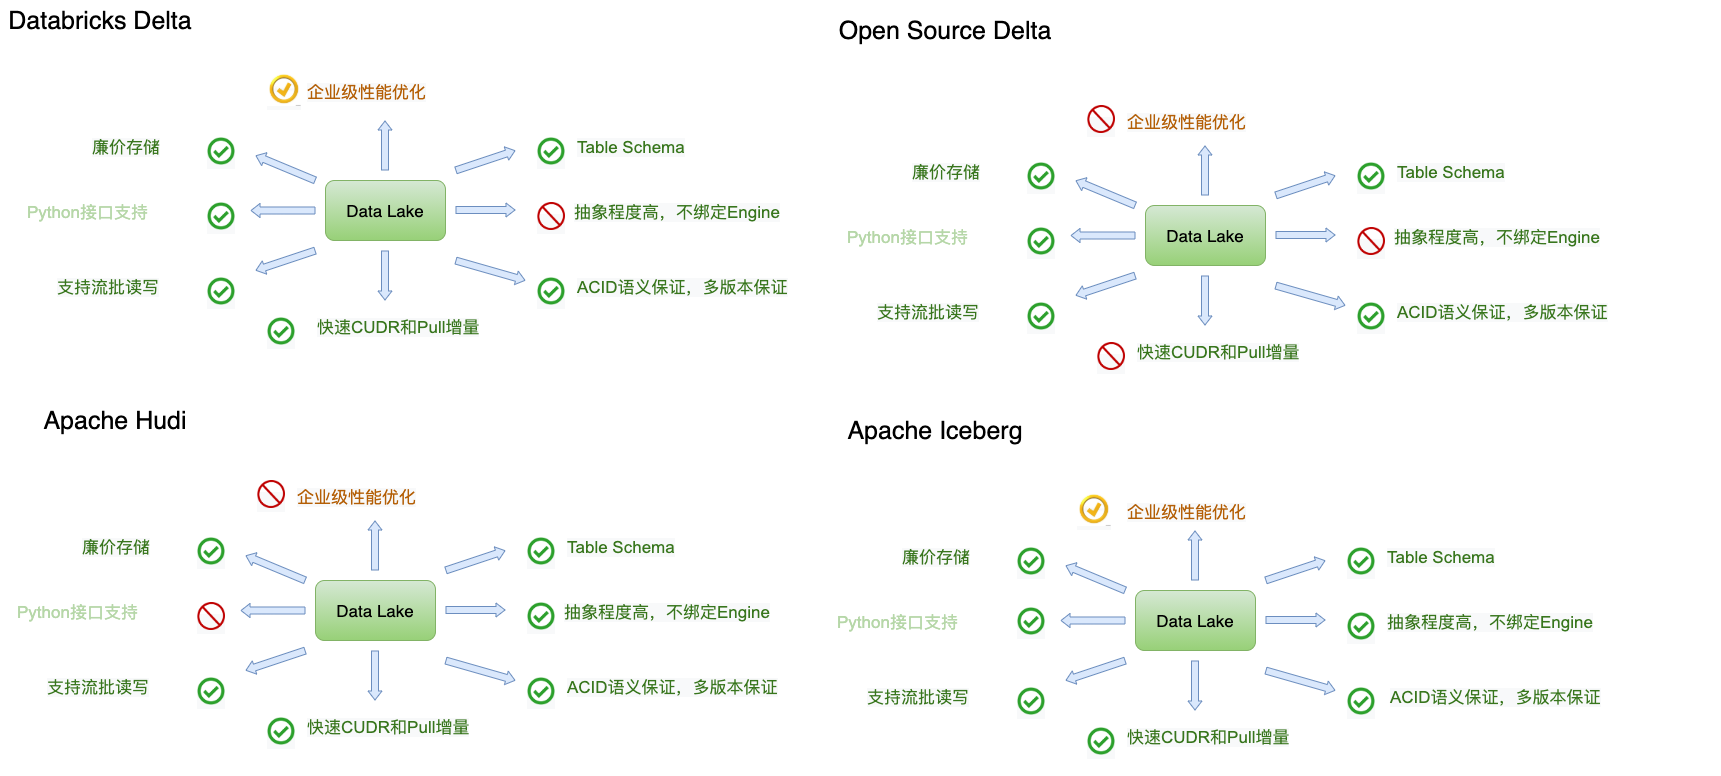 Databricks Delta
企业级性能优化
廉价存储
Table Schema
Python接口支持
Data Lake
抽象程度高，不绑定Engine
支持流批读写
ACID语义保证，多版本保证
快速CUDR和Pull增量
Open Source Delta
企业级性能优化
廉价存储
Table Schema
Python接口支持
Data Lake
抽象程度高，不绑定Engine
支持流批读写
ACID语义保证，多版本保证
快速CUDR和Pull增量
Apache Hudi
企业级性能优化
廉价存储
Table Schema
Python接口支持
Data Lake
抽象程度高，不绑定Engine
支持流批读写
ACID语义保证，多版本保证
快速CUDR和Pull增量
Apache Iceberg
企业级性能优化
廉价存储
Table Schema
Python接口支持
Data Lake
抽象程度高，不绑定Engine
支持流批读写
ACID语义保证，多版本保证
快速CUDR和Pull增量